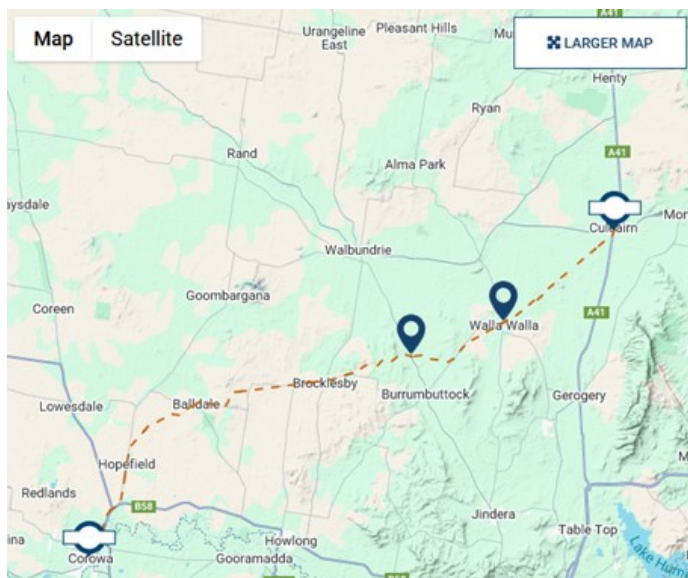 Map
Satellite
LARGER MAP
A41
Urangeline
East
Pleasant Hills
Henty
Ryan
Rand
Alma Park
A41
Culcairn
Walbundrie
Goombargana
Coreen
Walla Walla
A41
Brocklesby
Burrumbuttock
Gerogery
Lowesdale
Balldale
Hopefield
Redlands
B58
Jindera
Table Top
Howlong
Corowa
Gooramadda